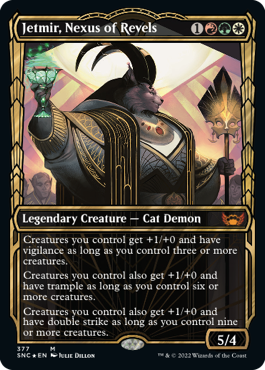 Jetmir, Nexus of Revels 1
Legendary Creature — Cat Demon
Creatures you control get +1/+0 and have
vigilance as long as you control three or more
creatures.
Creatures you control also get +1/+0 and
have trample as long as you control six or
more creatures.
Creatures you control also get +1/+0 and
have double strike as long as you control nine
or more creatures.
5/4
377 M
SNC ★ EN JULIE DILLON
™ & © 2022 Wizards of the Coast